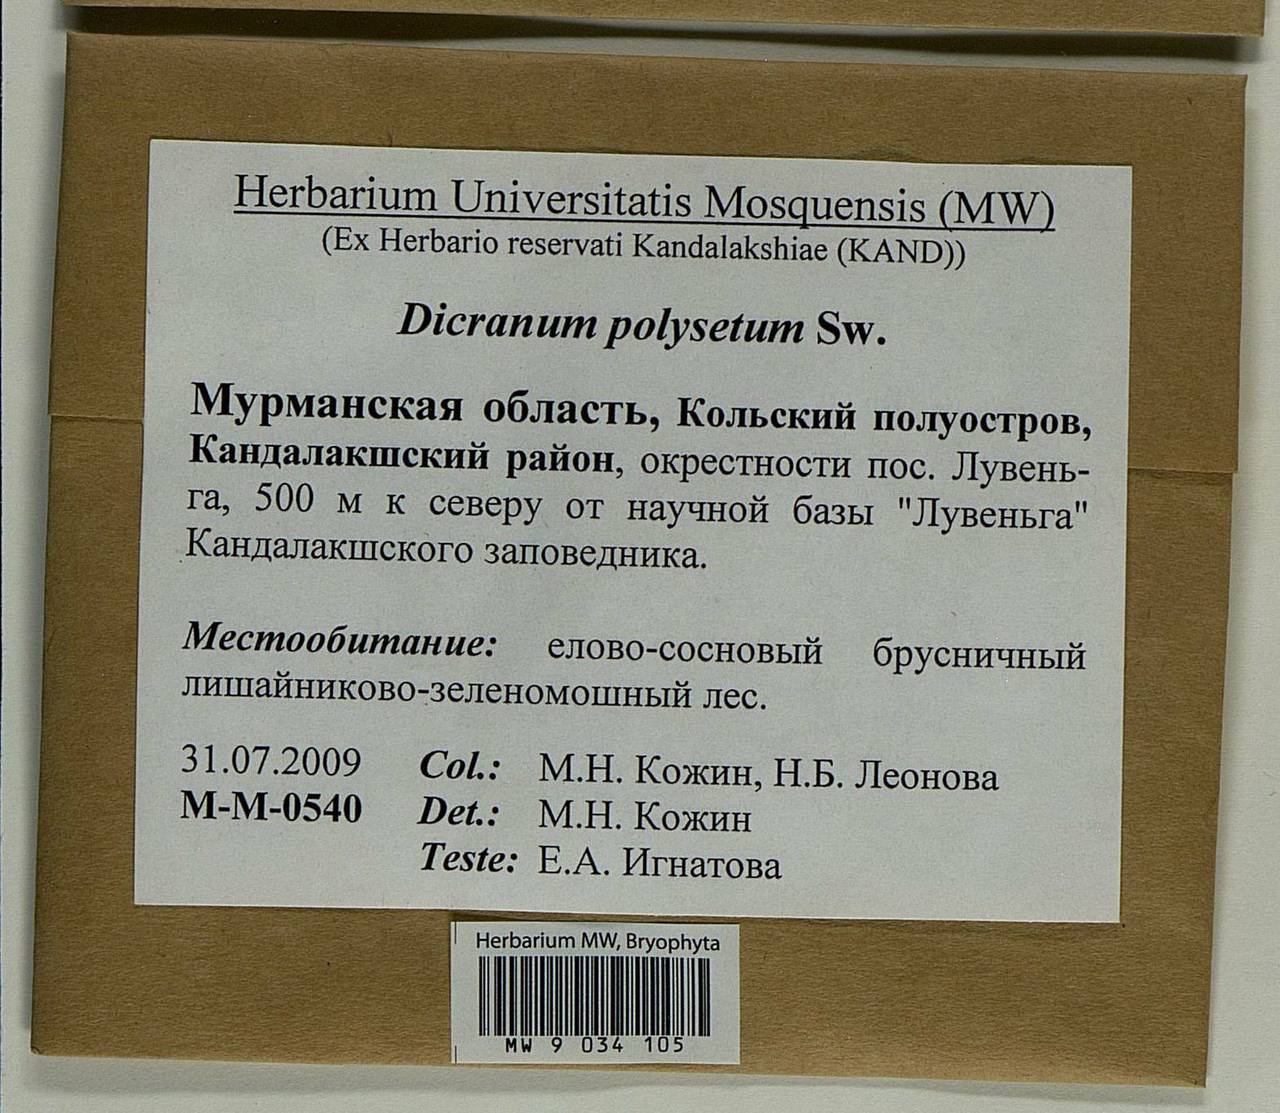 Herbarium Universitatis Mosquensis (MW)
(Ex Herbario reservati Kandalakshiae (KAND))
Dicranum polysetum Sw.
Мурманская область, Кольский полуостров,
Кандалакшский район, окрестности пос. Лувень-
га, 500 м к северу от научной базы "Лувеньга"
Кандалакшского заповедника.
Местообитание: елово-сосновый брусничный
лишайниково-зеленомошный лес.
31.07.2009 Col.: М.Н. Кожин, Н.Б. Леонова
М-М-0540 Det.: М.Н. Кожин
Teste: Е.А. Игнатова
Herbarium MW, Bryophyta
MW 9 034 105